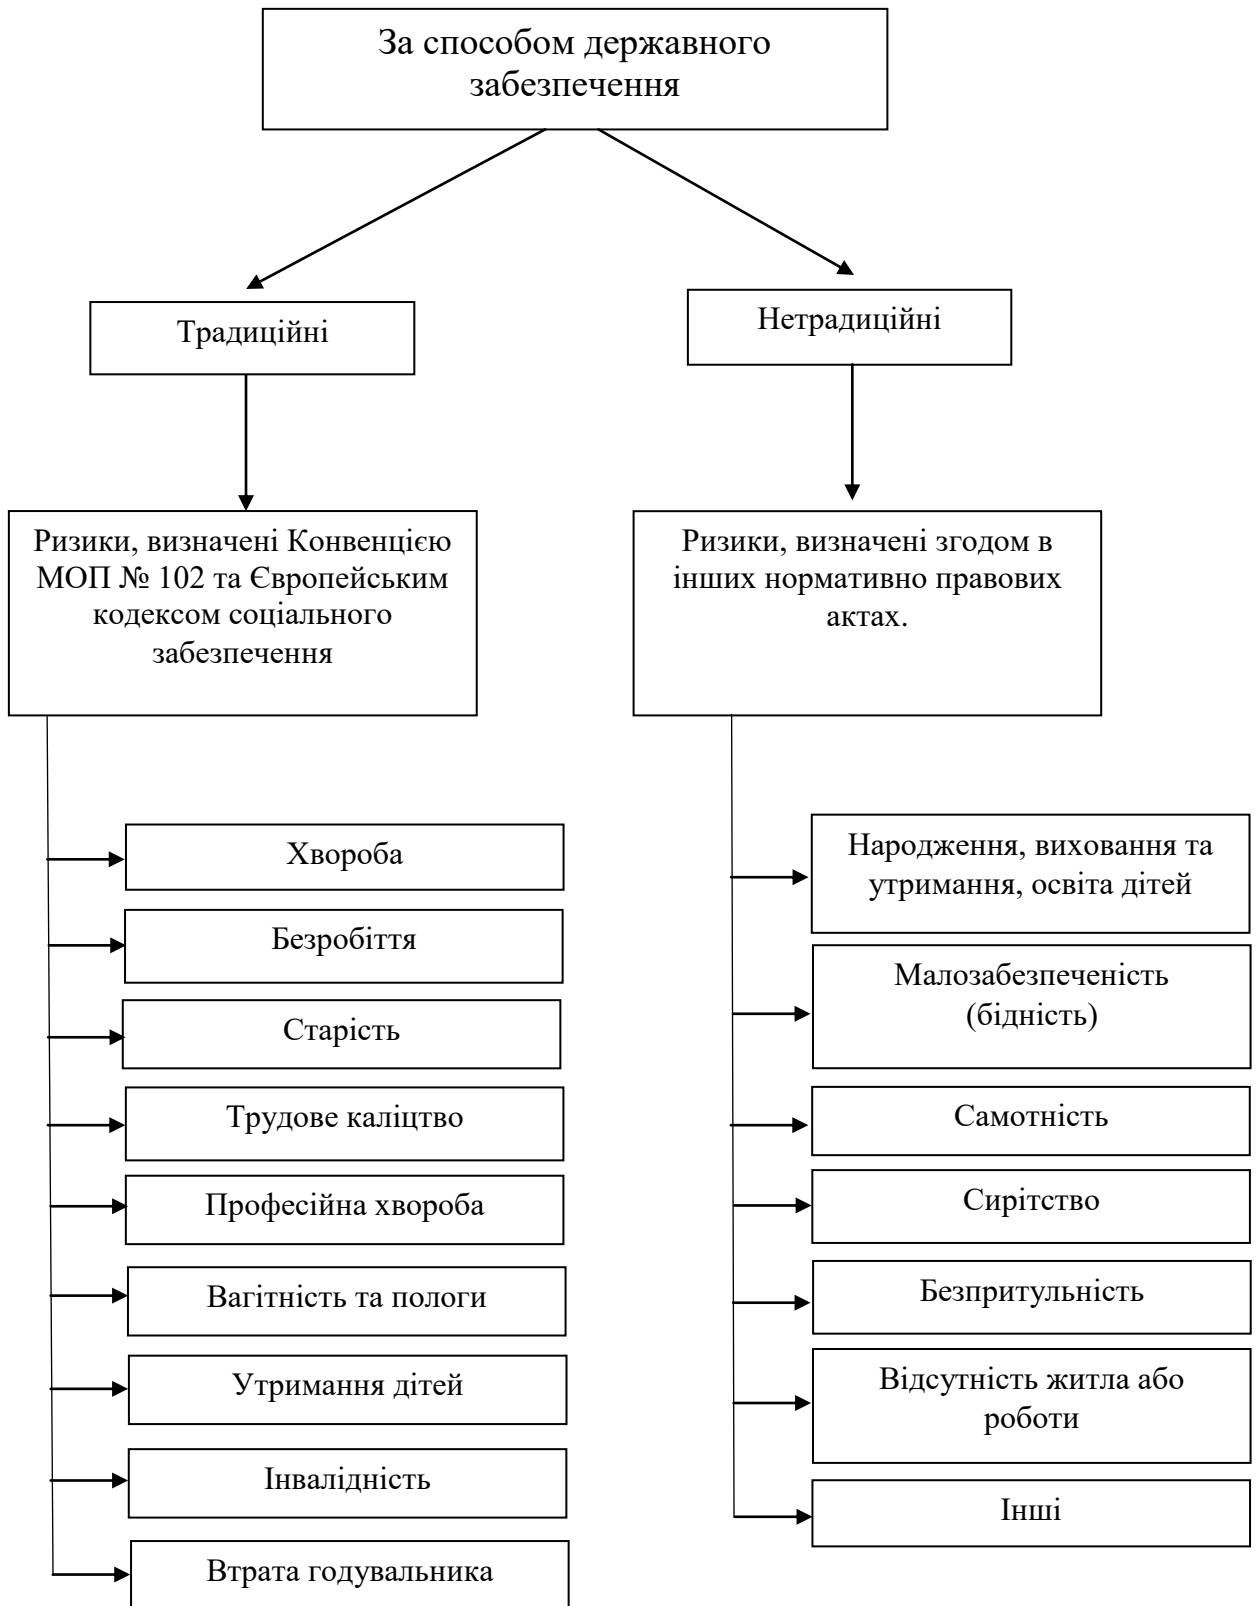 За способом державного
забезпечення
Традиційні
Нетрадиційні
Ризики, визначені Конвенцією
МОП № 102 та Європейським
кодексом соціального
забезпечення
Ризики, визначені згодом в
інших нормативно правових
актах.
Хвороба
Безробіття
Старість
Трудове каліцтво
Професійна хвороба
Вагітність та пологи
Утримання дітей
Інвалідність
Втрата годувальника
Народження, виховання та
утримання, освіта дітей
Малозабезпеченість
(бідність)
Самотність
Сирітство
Безпритульність
Відсутність житла або
роботи
Інші